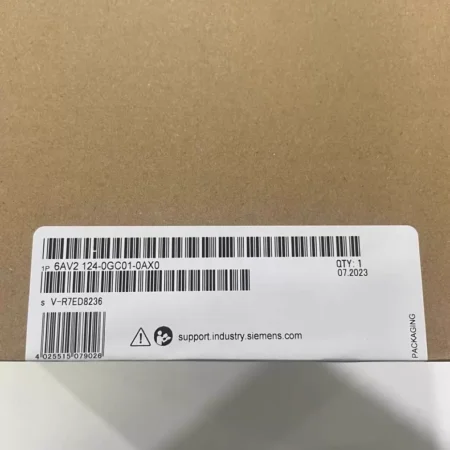 1P 6AV2 124-0GC01-0AX0
QTY: 1
07.2023
S V-R7ED8236
support.industry.siemens.com
4 025515 079026
PACKAGING